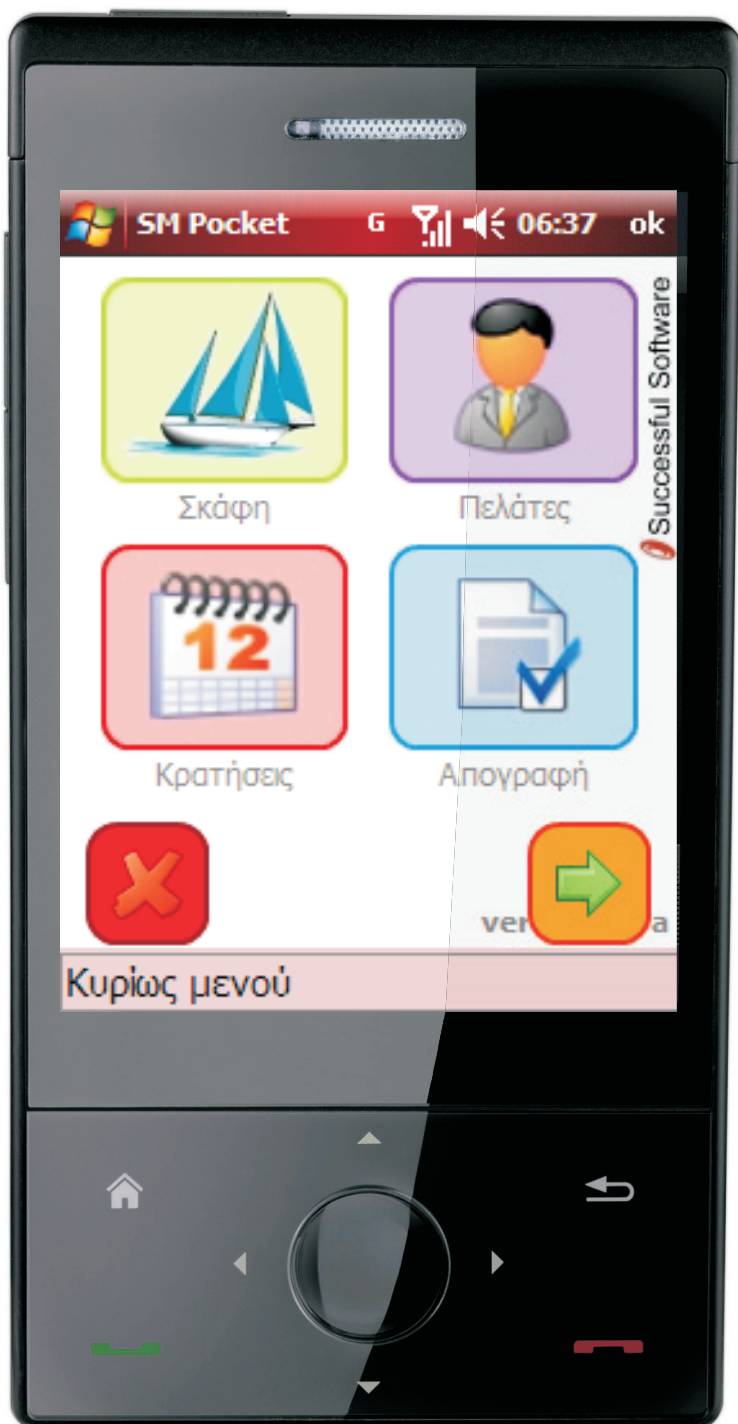 SM Pocket G 06:37 ok
Successful Software
Σκάφη
Πελάτες
12
Κρατήσεις
Απογραφή
Κυρίως μενού